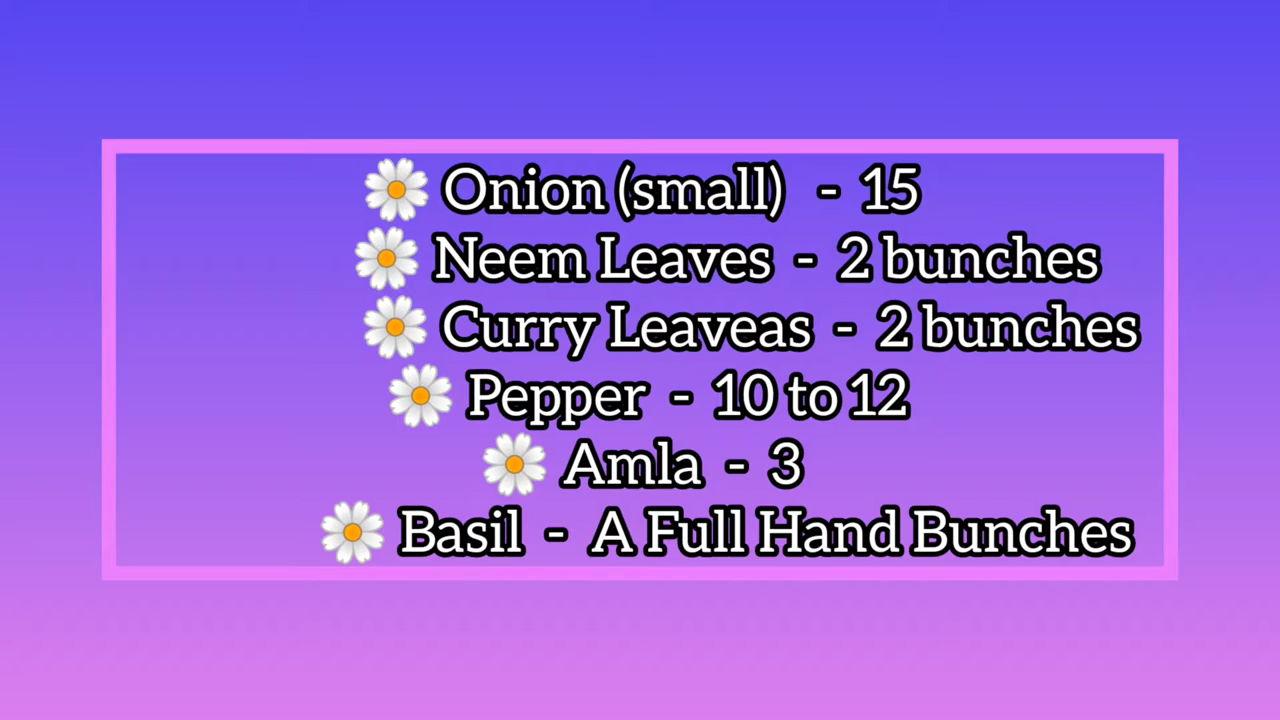 🌼 Onion (small) - 15
🌼 Neem Leaves - 2 bunches
🌼 Curry Leaveas - 2 bunches
🌼 Pepper - 10 to 12
🌼 Amla - 3
🌼 Basil - A Full Hand Bunches